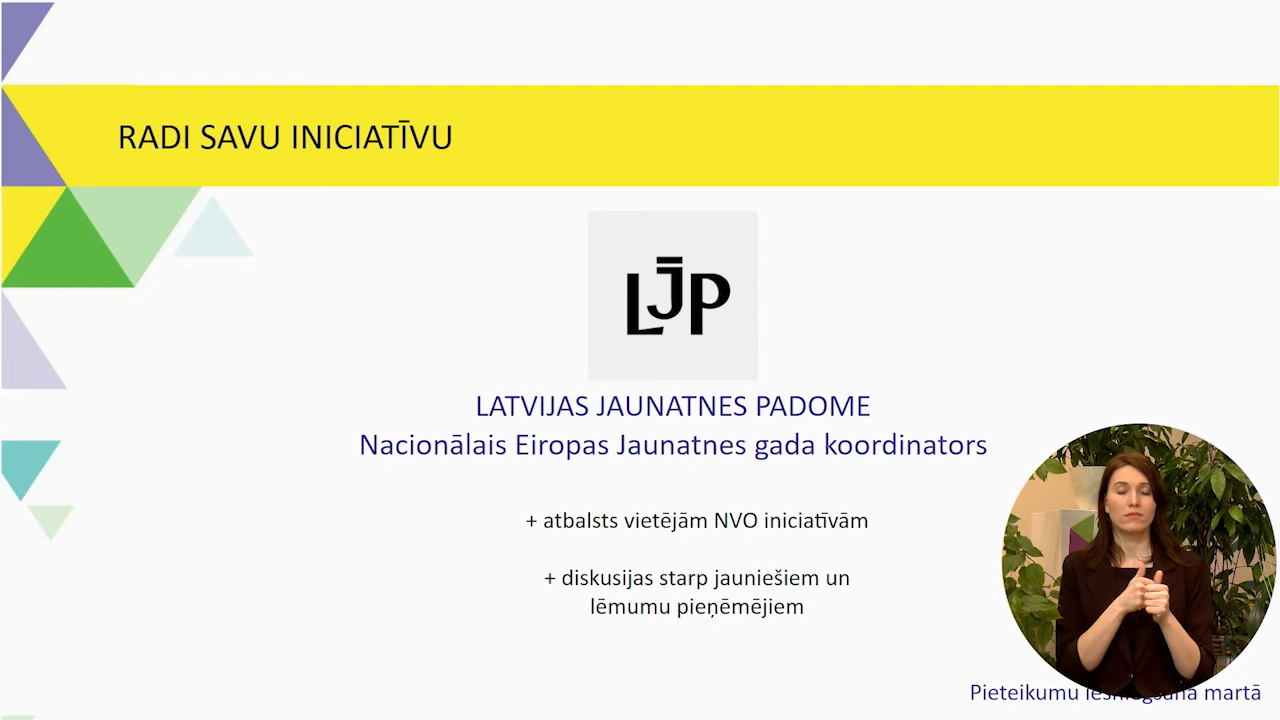 RADI SAVU INICIATĪVU
LJP
LATVIJAS JAUNATNES PADOME
Nacionālais Eiropas Jaunatnes gada koordinators
+ atbalsts vietējām NVO iniciatīvām
+ diskusijas starp jauniešiem un
lēmumu pieņēmējiem
Pieteikumu martā